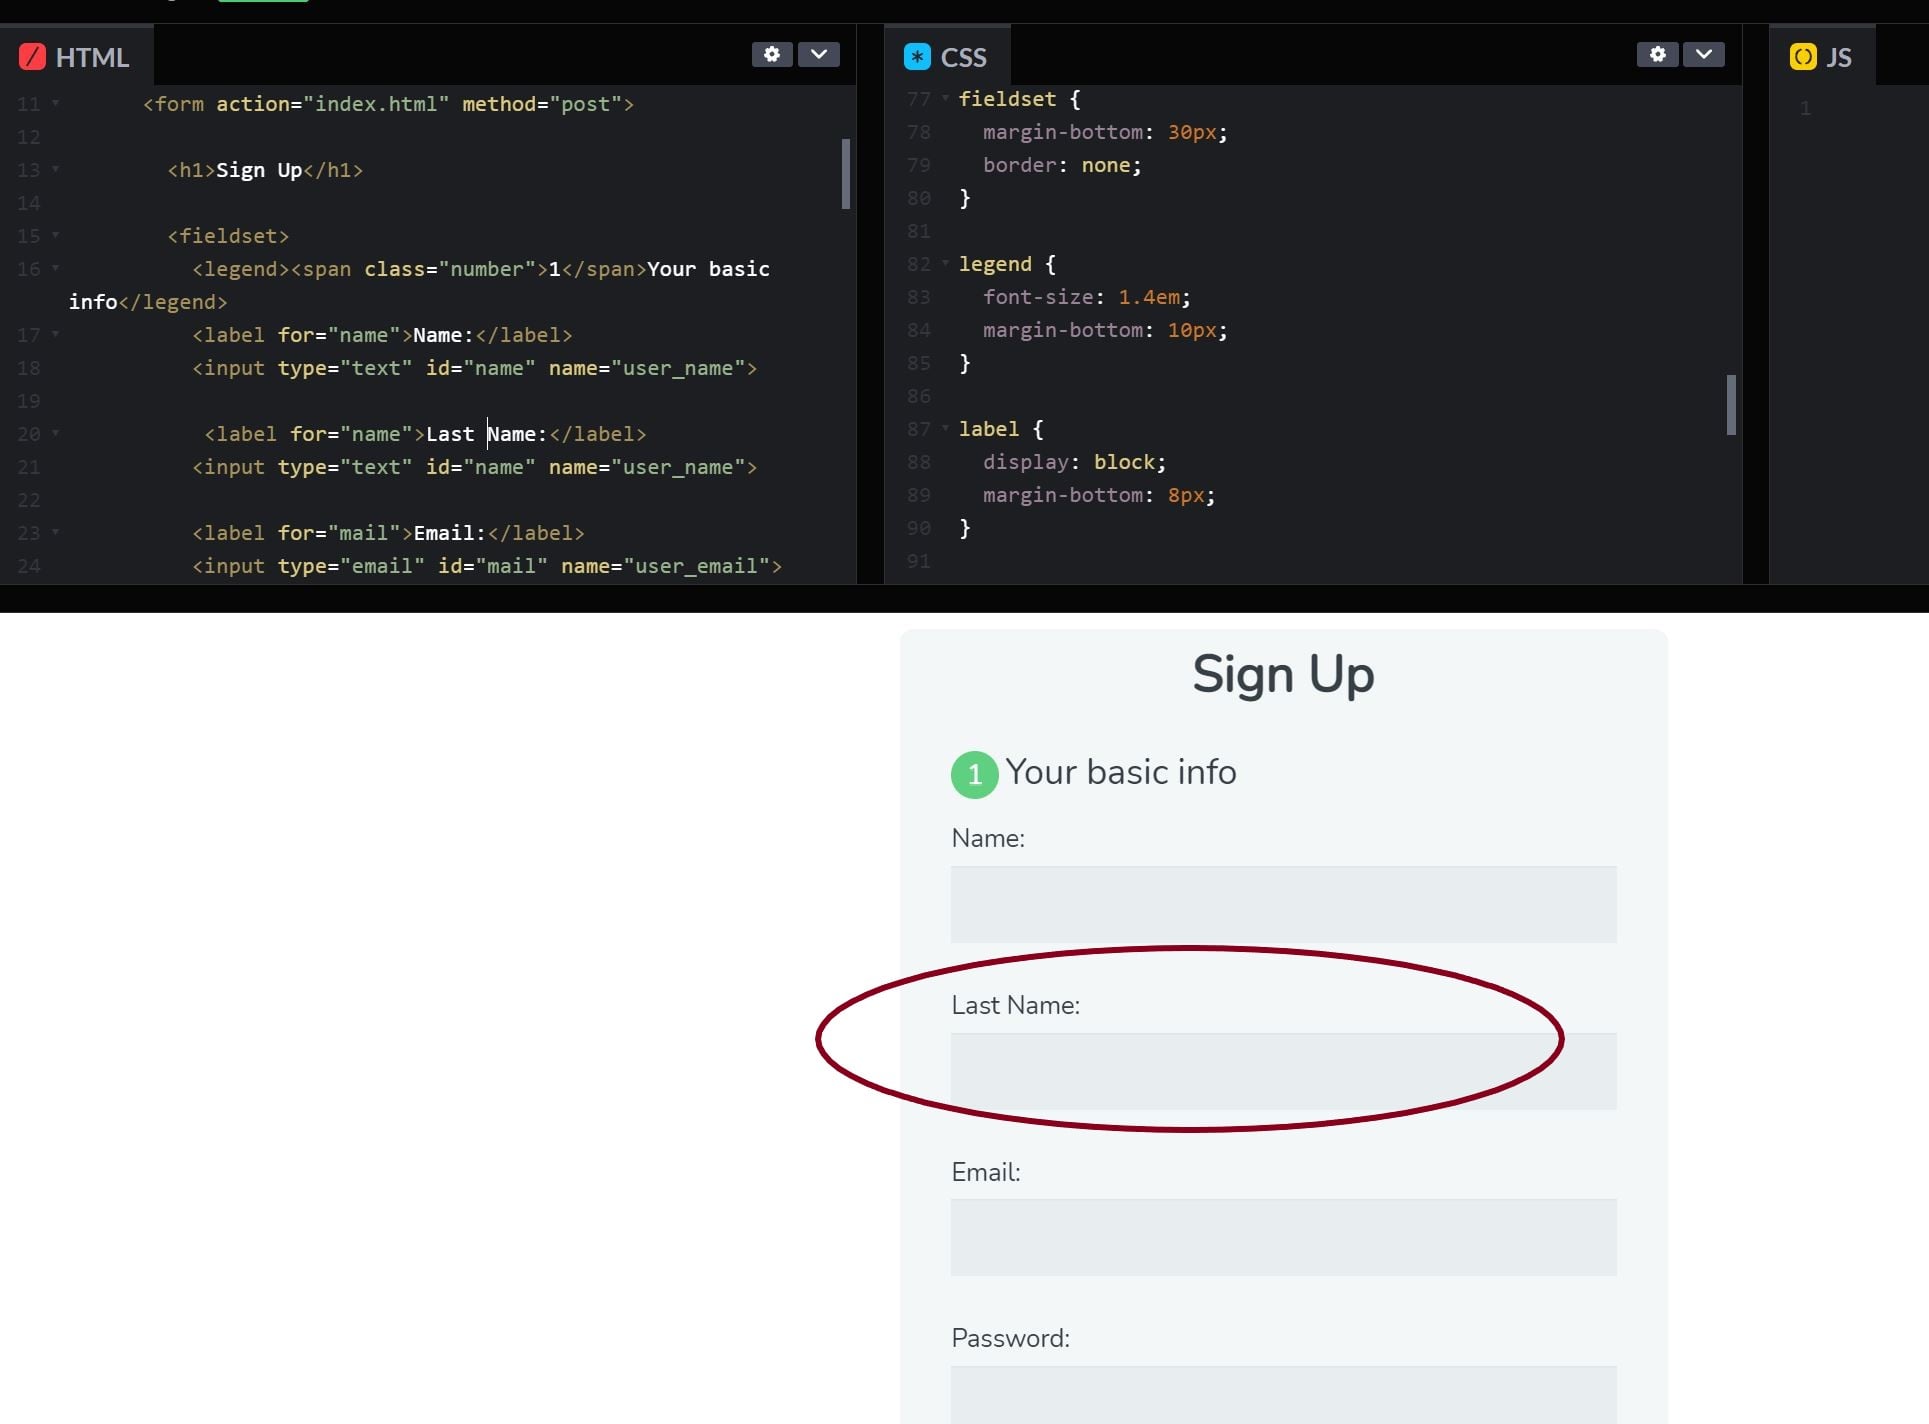 HTML
11 <form action="index.html" method="post">
12
13 <h1>Sign Up</h1>
14
15 <fieldset>
16 <legend><span class="number">1</span>Your basic
info</legend>
17 <label for="name">Name:</label>
18 <input type="text" id="name" name="user_name">
19
20 <label for="name">Last Name:</label>
21 <input type="text" id="name" name="user_name">
22
23 <label for="mail">Email:</label>
24 <input type="email" id="mail" name="user_email">
CSS
77 fieldset {
78 margin-bottom: 30px;
79 border: none;
80 }
81
82 legend {
83 font-size: 1.4em;
84 margin-bottom: 10px;
85 }
86
87 label {
88 display: block;
89 margin-bottom: 8px;
90 }
91
JS
1
Sign Up
1 Your basic info
Name:
Last Name:
Email:
Password: